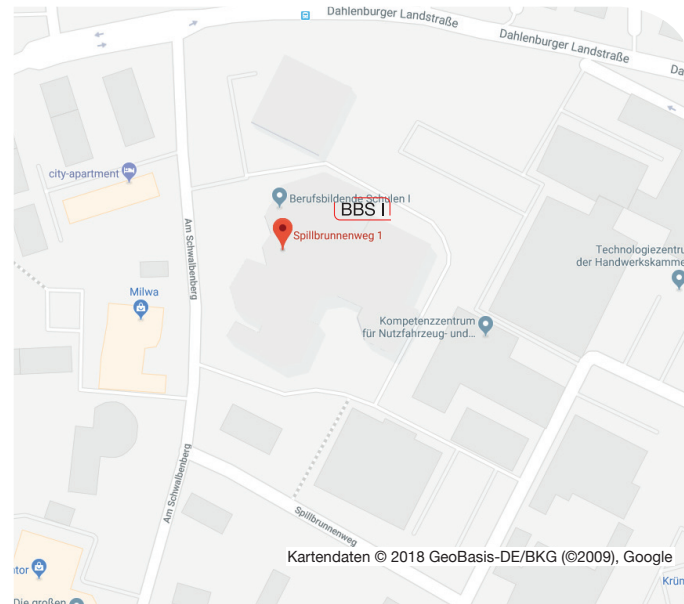 Dahlenburger Landstraße
Dahlenburger Landstraße
Da
city-apartment
Berufsbildende Schulen I
BBS I
Spillbrunnenweg 1
Am Schwalbenberg
Technologiezentru
der Handwerkskamme
Milwa
Kompetenzzentrum
für Nutzfahrzeug- und...
Am Schwalbenberg
Spillbrunnenweg
Kartendaten © 2018 GeoBasis-DE/BKG (©2009), Google
tor
Krün
Die großen